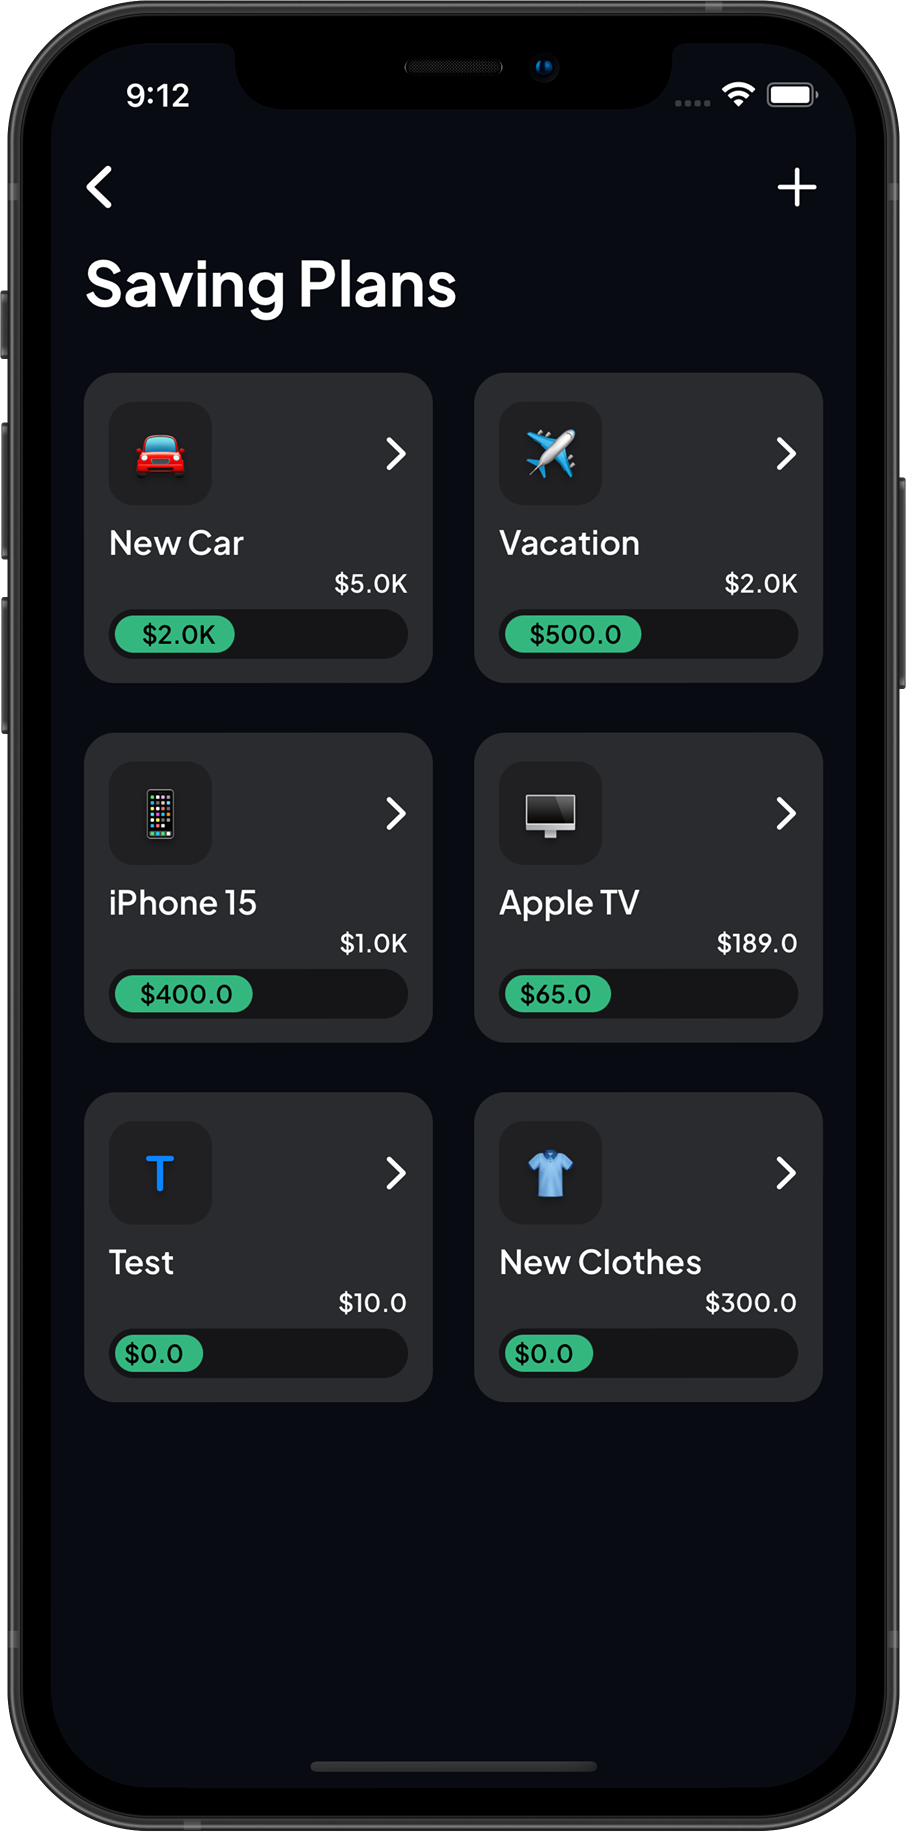 9:12
Saving Plans
New Car
$5.0K
$2.0K
Vacation
$2.0K
$500.0
iPhone 15
$1.0K
$400.0
Apple TV
$189.0
$65.0
T
Test
$10.0
$0.0
New Clothes
$300.0
$0.0